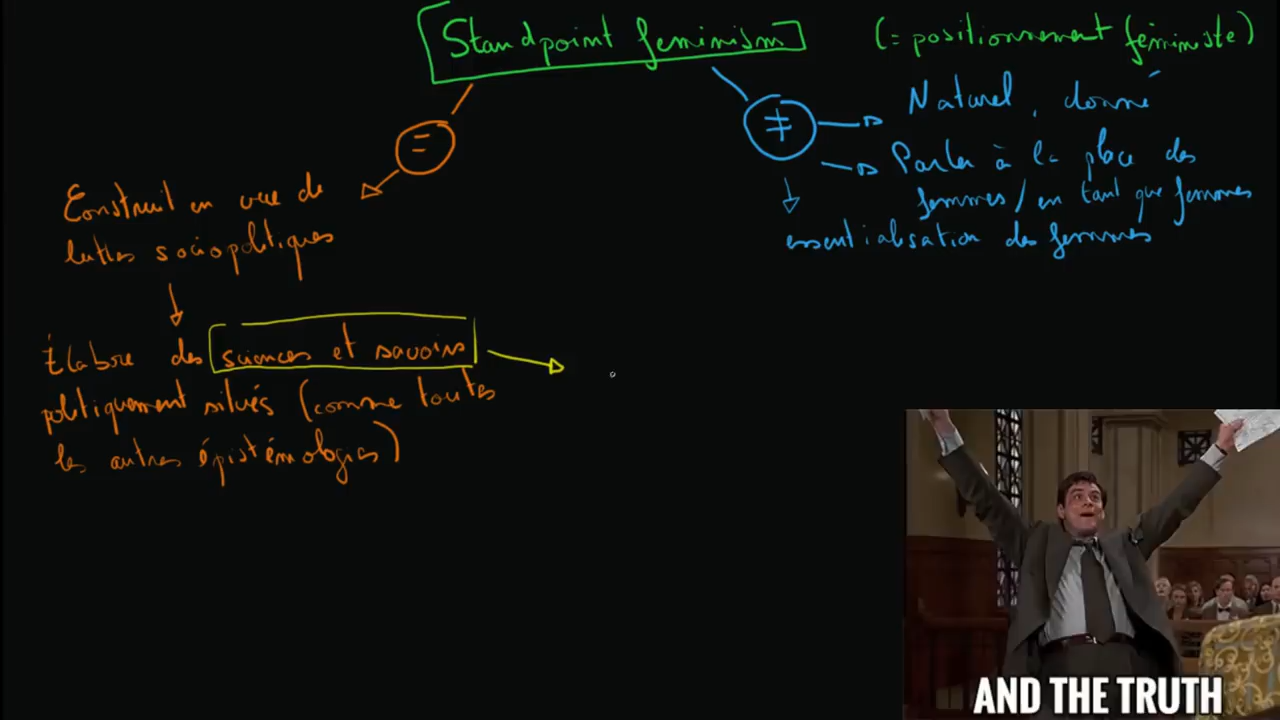 Standpoint feminism (= positionnement féministe)
=
≠
Naturel, donné
Parler à la place des
femmes / en tant que femmes
essentialisation des femmes
Construit en vue de
luttes sociopolitiques
Élabore des sciences et savoirs
politiquement situés (comme toutes
les autres épistémologies)
AND THE TRUTH